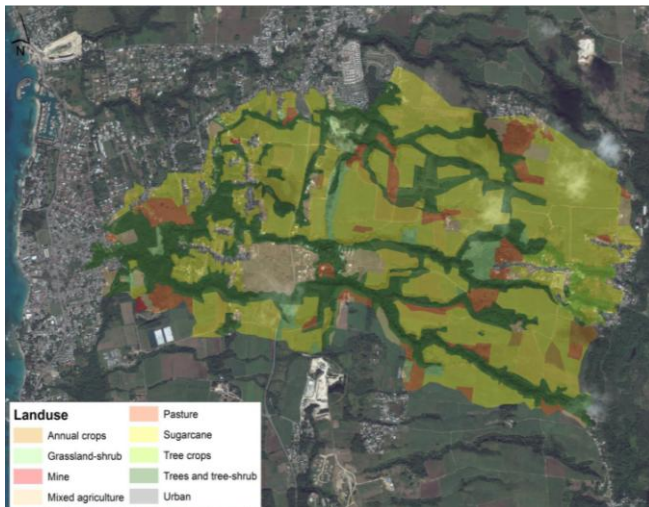 N
Landuse
Annual crops
Grassland-shrub
Mine
Mixed agriculture
Pasture
Sugarcane
Tree crops
Trees and tree-shrub
Urban